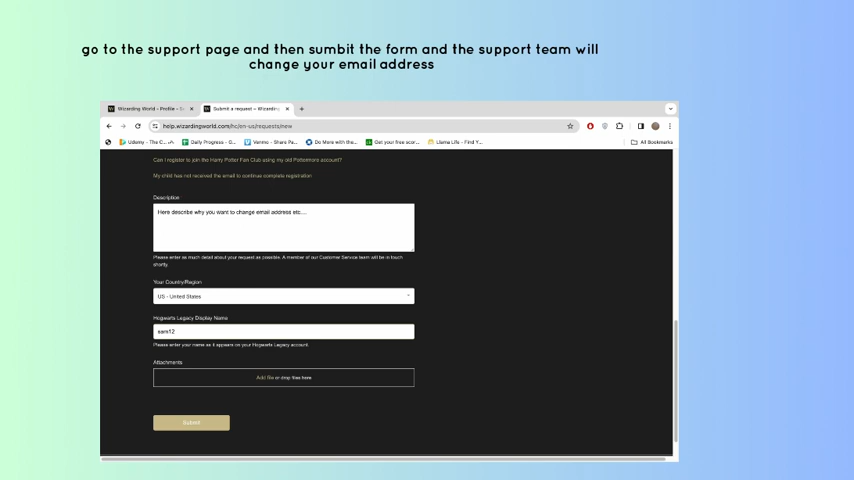 go to the support page and then sumbit the form and the support team will
change your email address
Wizarding World - Profile - S
Submit a request – Wizarding
help.wizardingworld.com/hc/en-us/requests/new
Udemy - The C... Daily Progress - G... Venmo - Share Pa... Do More with the... Get your free scor... Llama Life - Find Y... All Bookmarks
Can I register to join the Harry Potter Fan Club using my old Pottermore account?
My child has not received the email to continue complete registration
Description
Here describe why you want to change email address etc....
Please enter as much detail about your request as possible. A member of our Customer Service team will be in touch
shortly.
Your Country/Region
US - United States
Hogwarts Legacy Display Name
sam12
Please enter your name as it appears on your Hogwarts Legacy account.
Attachments
Add file or drop files here
Submit